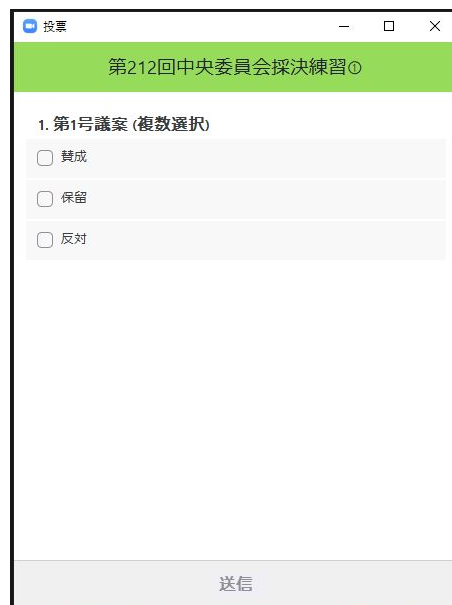 投票
第212回中央委員会採決練習①
1. 第1号議案 (複数選択)
賛成
保留
反対
送信